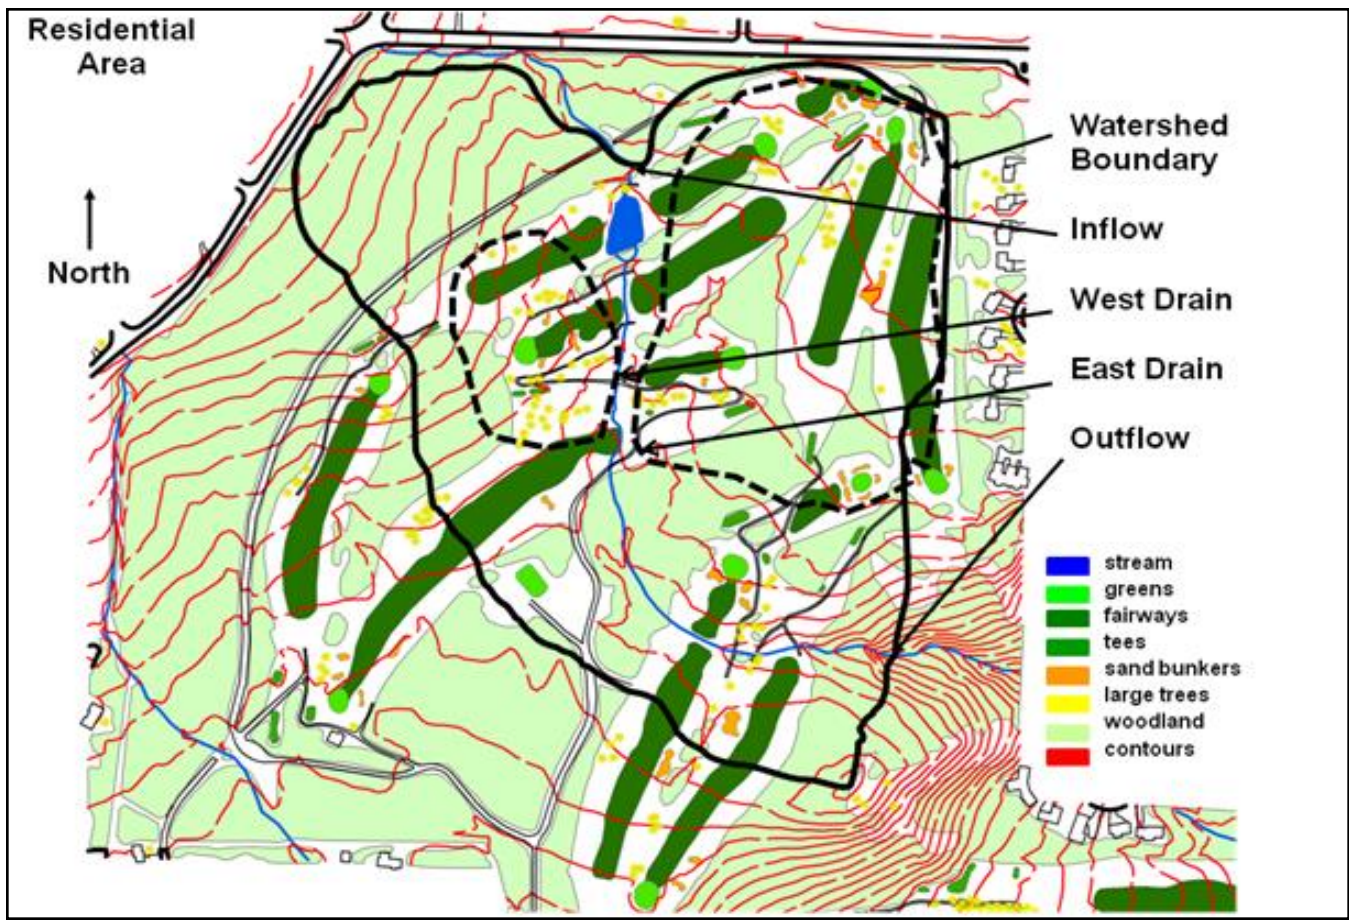 Residential
Area
North
Watershed
Boundary
Inflow
West Drain
East Drain
Outflow
stream
greens
fairways
tees
sand bunkers
large trees
woodland
contours